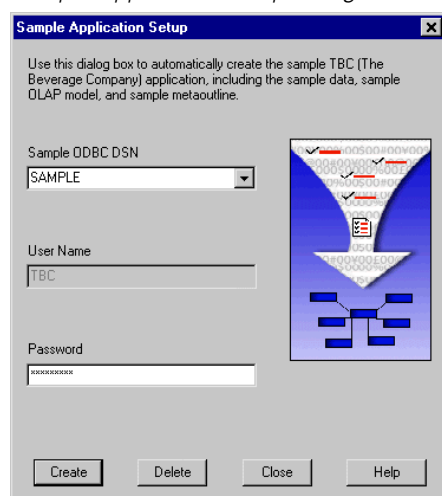 Sample Application Setup
Use this dialog box to automatically create the sample TBC (The
Beverage Company) application, including the sample data, sample
OLAP model, and sample metaoutline.
Sample ODBC DSN
SAMPLE
User Name
TBC
Password
xxxxxxxxx
Create
Delete
Close
Help